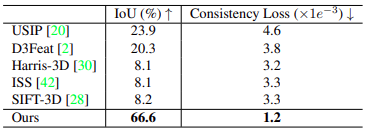 IoU (%) ↑ Consistency Loss (×1e⁻³) ↓
USIP [20] 23.9 4.6
D3Feat [2] 20.3 3.8
Harris-3D [30] 8.1 3.2
ISS [42] 8.1 3.3
SIFT-3D [28] 8.2 3.3
Ours 66.6 1.2